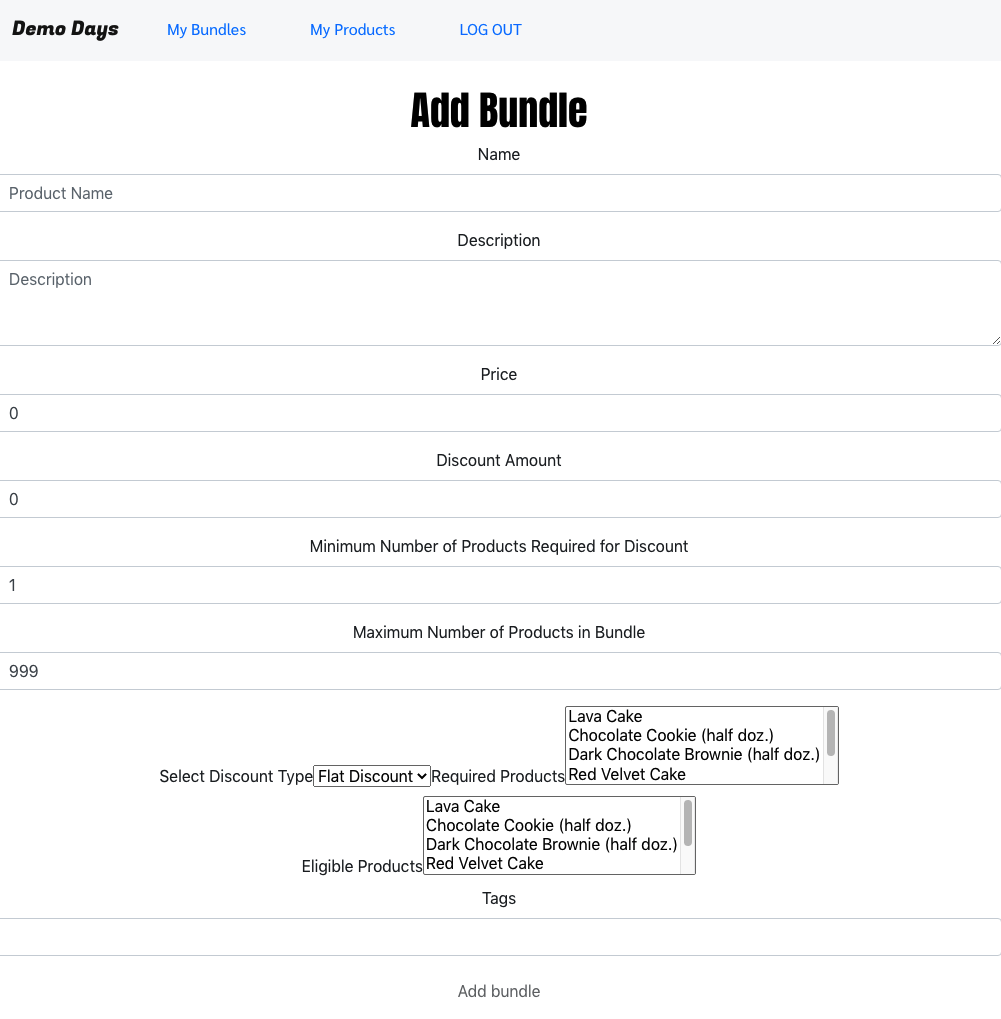 Demo Days My Bundles My Products LOG OUT
Add Bundle
Name
Product Name
Description
Description
Price
0
Discount Amount
0
Minimum Number of Products Required for Discount
1
Maximum Number of Products in Bundle
999
Lava Cake
Chocolate Cookie (half doz.)
Dark Chocolate Brownie (half doz.)
Red Velvet Cake
Select Discount Type Flat Discount Required Products
Lava Cake
Chocolate Cookie (half doz.)
Dark Chocolate Brownie (half doz.)
Red Velvet Cake
Eligible Products
Tags
Add bundle